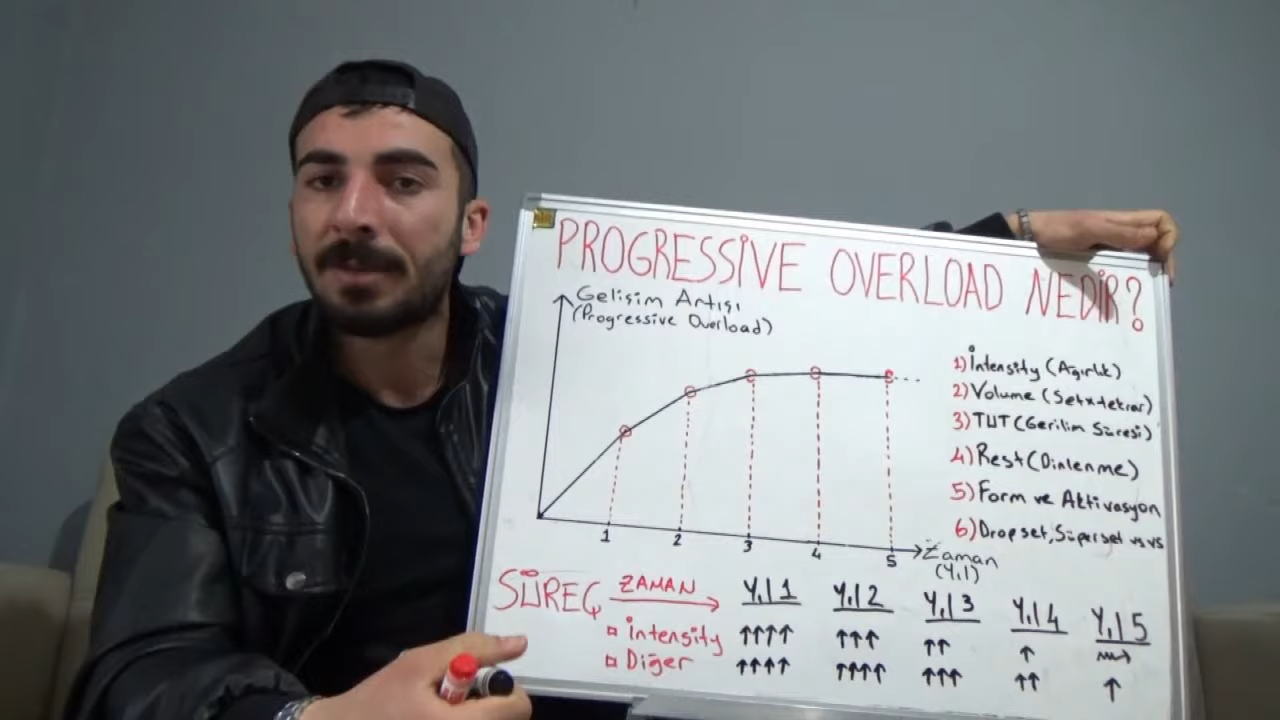 PROGRESSIVE OVERLOAD NEDİR?
Gelişim Artışı
(Progressive Overload)
1) İntensity (Ağırlık)
2) Volume (Setxtekrar)
3) TUT (Gerilim Süresi)
4) Rest (Dinlenme)
5) Form ve Aktivasyon
6) Drop set, Süperset vs vs
1 2 3 4 5
Zaman
(Yıl)
SÜREÇ ZAMAN → Yıl 1 Yıl 2 Yıl 3 Yıl 4 Yıl 5
intensity ↑↑↑↑ ↑↑↑ ↑↑ ↑
Diğer ↑↑↑↑ ↑↑↑↑ ↑↑↑ ↑↑ ↑